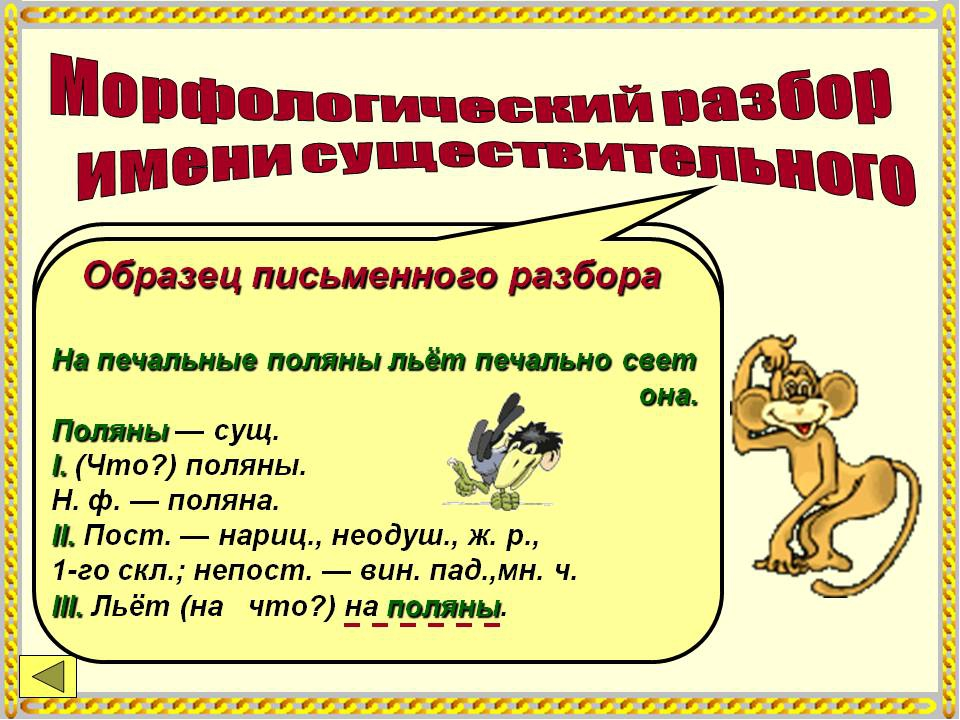 Морфологический разбор
имени существительного
Образец письменного разбора
На печальные поляны льёт печально свет
она.
Поляны — сущ.
I. (Что?) поляны.
Н. ф. — поляна.
II. Пост. — нариц., неодуш., ж. р.,
1-го скл.; непост. — вин. пад.,мн. ч.
III. Льёт (на что?) на поляны.